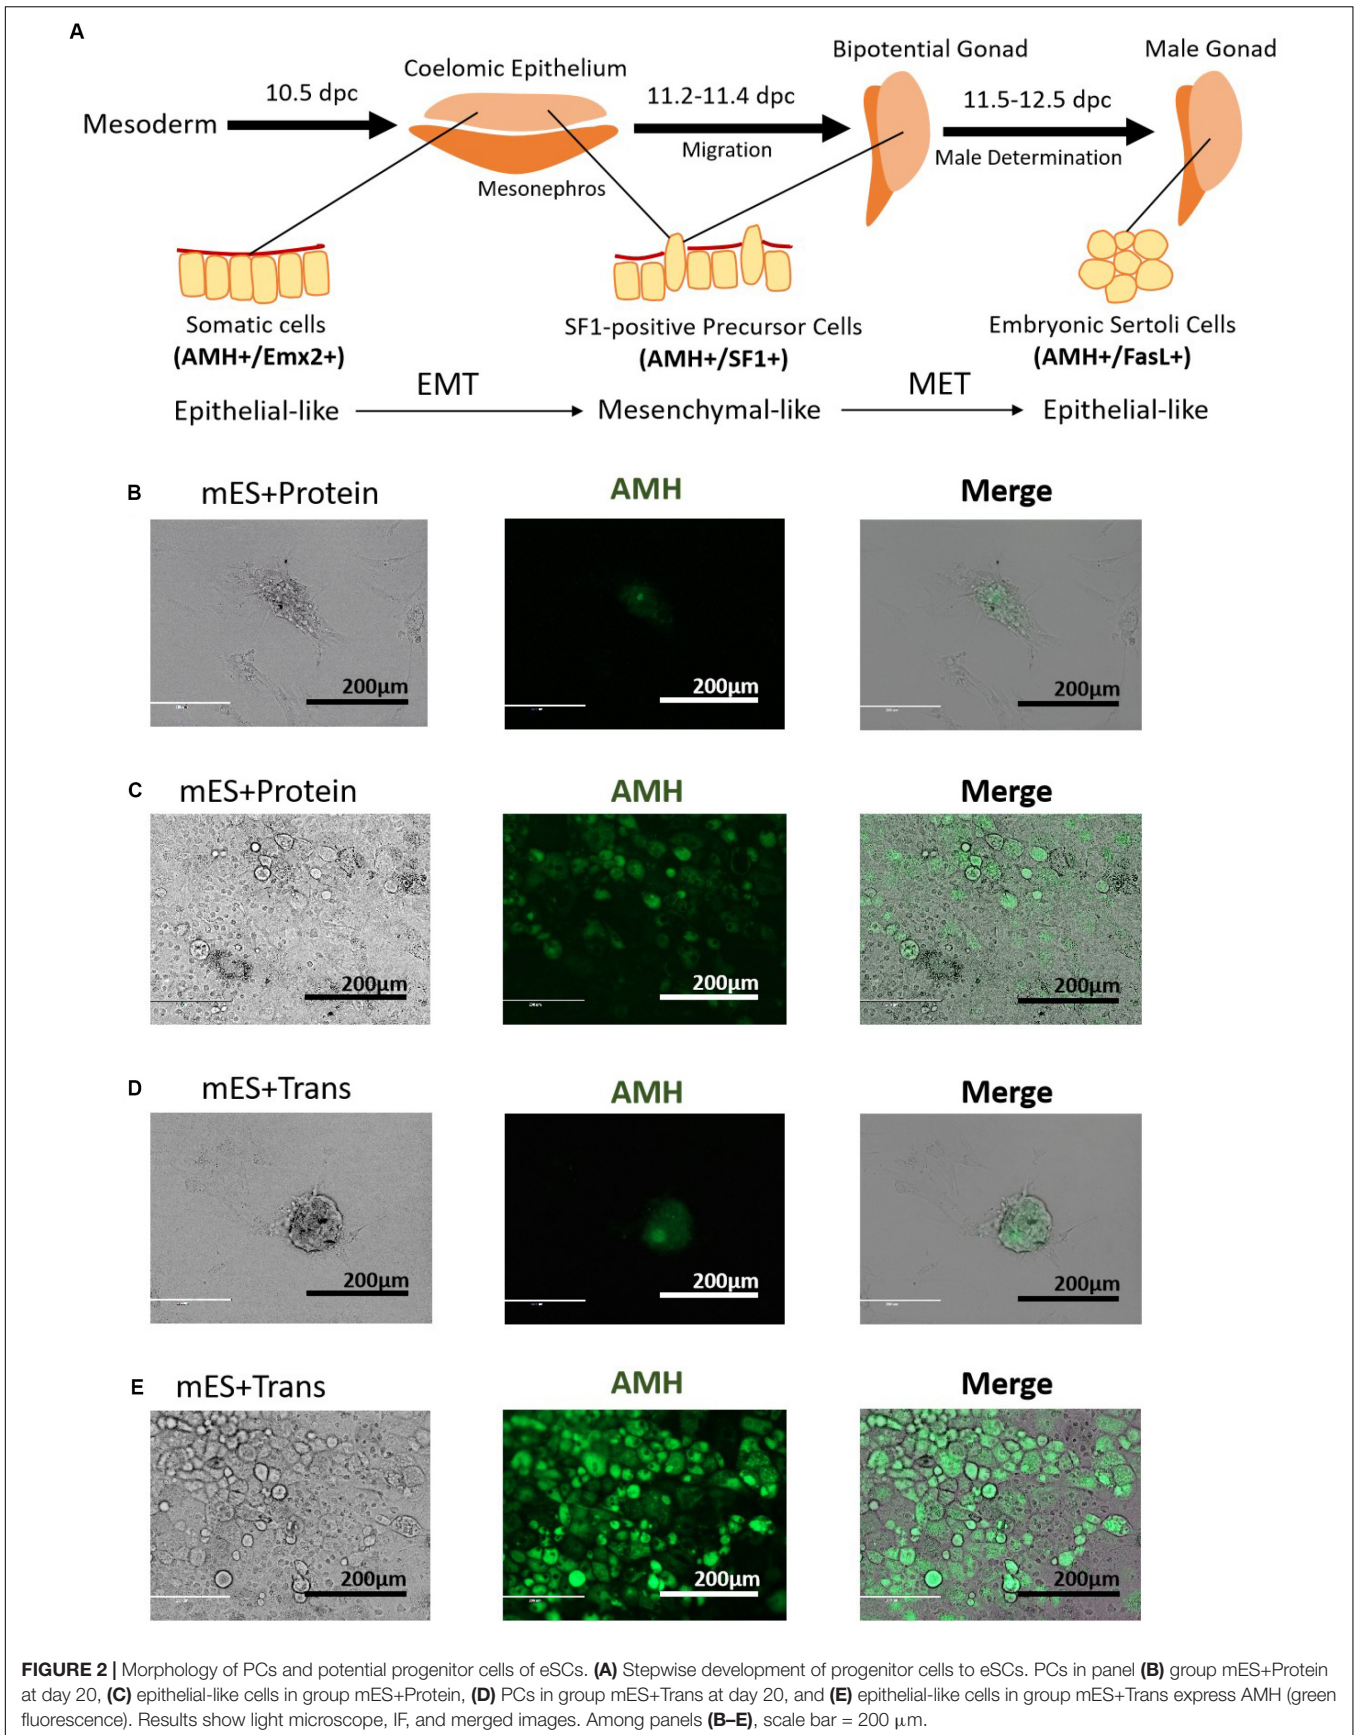 A
Bipotential Gonad
Male Gonad
Coelomic Epithelium
10.5 dpc
11.2-11.4 dpc
11.5-12.5 dpc
Mesoderm
Migration
Male Determination
Mesonephros
Somatic cells
(AMH+/Emx2+)
SF1-positive Precursor Cells
(AMH+/SF1+)
Embryonic Sertoli Cells
(AMH+/FasL+)
EMT
MET
Epithelial-like
Mesenchymal-like
Epithelial-like
B
mES+Protein
AMH
Merge
200μm
200μm
200μm
C
mES+Protein
AMH
Merge
200μm
200μm
200μm
D
mES+Trans
AMH
Merge
200μm
200μm
200μm
E
mES+Trans
AMH
Merge
200μm
200μm
200μm
FIGURE 2 | Morphology of PCs and potential progenitor cells of eSCs. (A) Stepwise development of progenitor cells to eSCs. PCs in panel (B) group mES+Protein
at day 20, (C) epithelial-like cells in group mES+Protein, (D) PCs in group mES+Trans at day 20, and (E) epithelial-like cells in group mES+Trans express AMH (green
fluorescence). Results show light microscope, IF, and merged images. Among panels (B–E), scale bar = 200 μm.